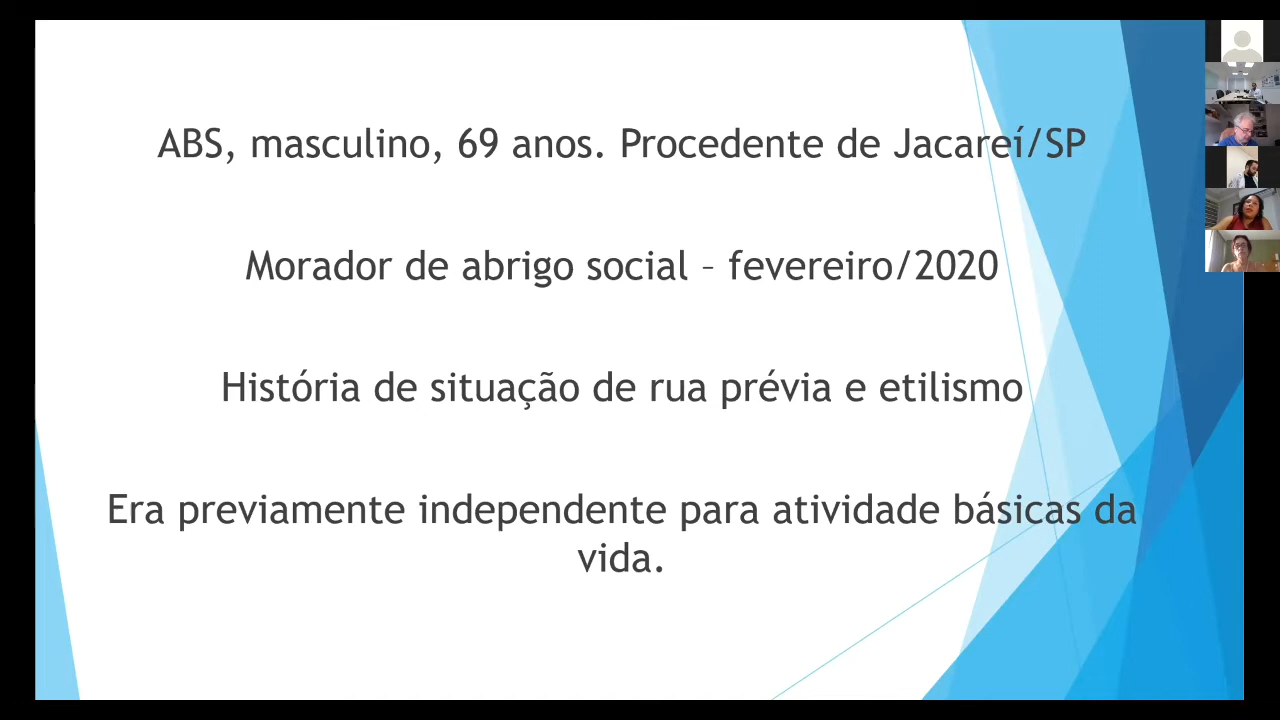 ABS, masculino, 69 anos. Procedente de Jacareí/SP
Morador de abrigo social – fevereiro/2020
História de situação de rua prévia e etilismo
Era previamente independente para atividade básicas da
vida.